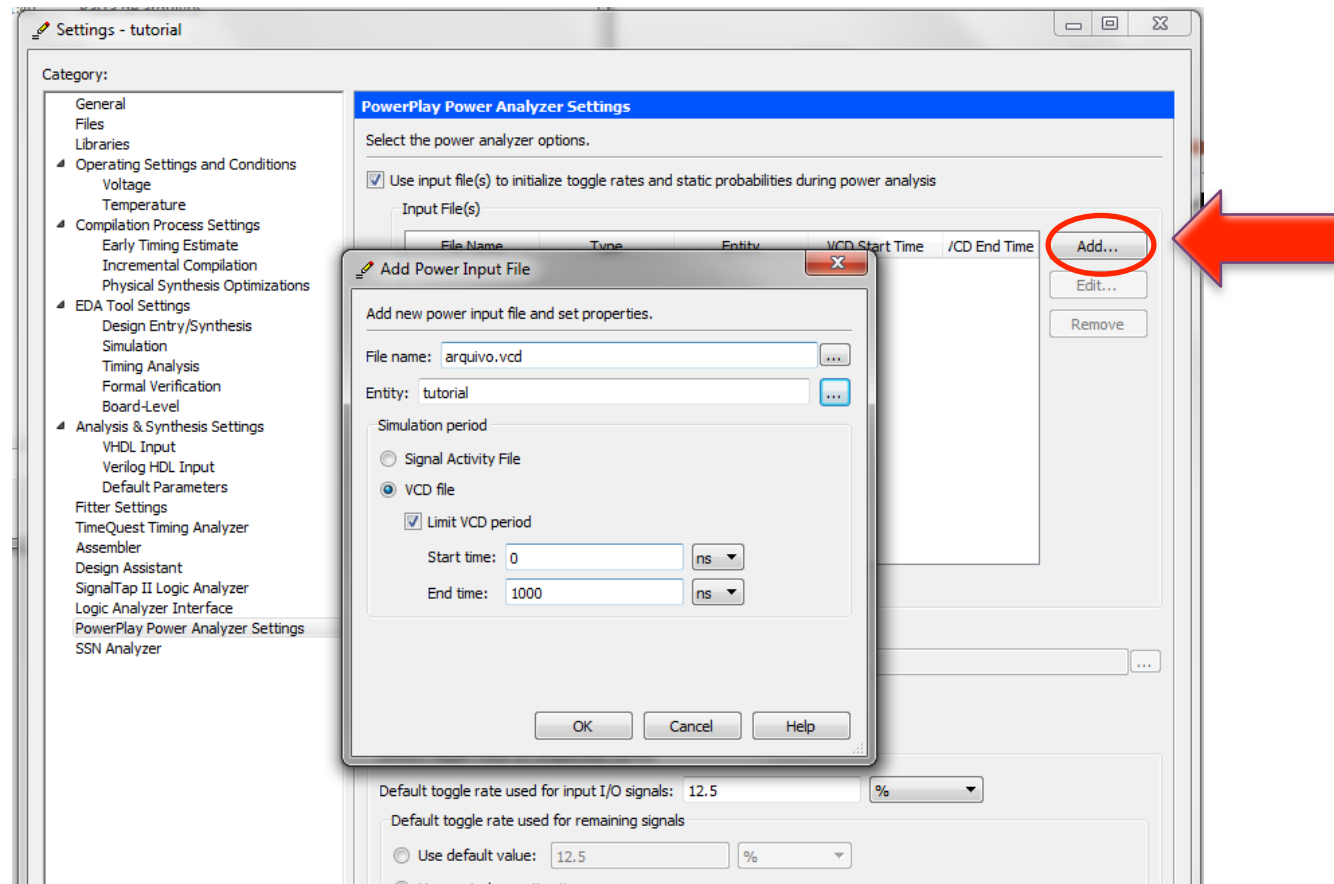 Settings - tutorial
Category:
General
Files
Libraries
Operating Settings and Conditions
Voltage
Temperature
Compilation Process Settings
Early Timing Estimate
Incremental Compilation
Physical Synthesis Optimizations
EDA Tool Settings
Design Entry/Synthesis
Simulation
Timing Analysis
Formal Verification
Board-Level
Analysis & Synthesis Settings
VHDL Input
Verilog HDL Input
Default Parameters
Fitter Settings
TimeQuest Timing Analyzer
Assembler
Design Assistant
SignalTap II Logic Analyzer
Logic Analyzer Interface
PowerPlay Power Analyzer Settings
SSN Analyzer
PowerPlay Power Analyzer Settings
Select the power analyzer options.
Use input file(s) to initialize toggle rates and static probabilities during power analysis
Input File(s)
File Name Type Entity VCD Start Time /CD End Time
Add...
Edit...
Remove
Add Power Input File
Add new power input file and set properties.
File name: arquivo.vcd ...
Entity: tutorial ...
Simulation period
Signal Activity File
VCD file
Limit VCD period
Start time: 0 ns
End time: 1000 ns
OK Cancel Help
...
Default toggle rate used for input I/O signals: 12.5 %
Default toggle rate used for remaining signals
Use default value: 12.5 %